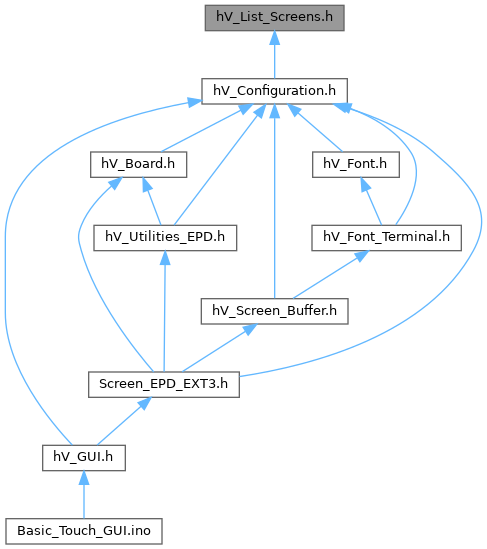 hV_List_Screens.h
hV_Configuration.h
hV_Board.h
hV_Font.h
hV_Utilities_EPD.h
hV_Font_Terminal.h
hV_Screen_Buffer.h
Screen_EPD_EXT3.h
hV_GUI.h
Basic_Touch_GUI.ino